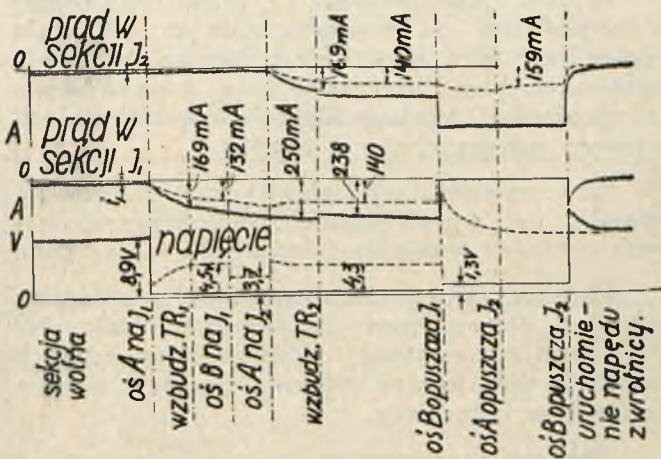 0
prąd w
sekcji J₂
169mA
140mA
159mA
A
prąd w
sekcji J₁
0
169mA
132mA
250mA
238
140
i₁
A
V
napięcie
8,9V
4,5V
3,7
4,3
1,3V
0
sekcja
wolna
oś A na J₁
wzbudz. TR₁
oś B na J₁
oś A na J₂
wzbudz. TR₂
oś B opuszcza J₁
oś A opuszcza J₂
oś B opuszcza J₂
uruchomie-
nie napędu
zwrotnicy.